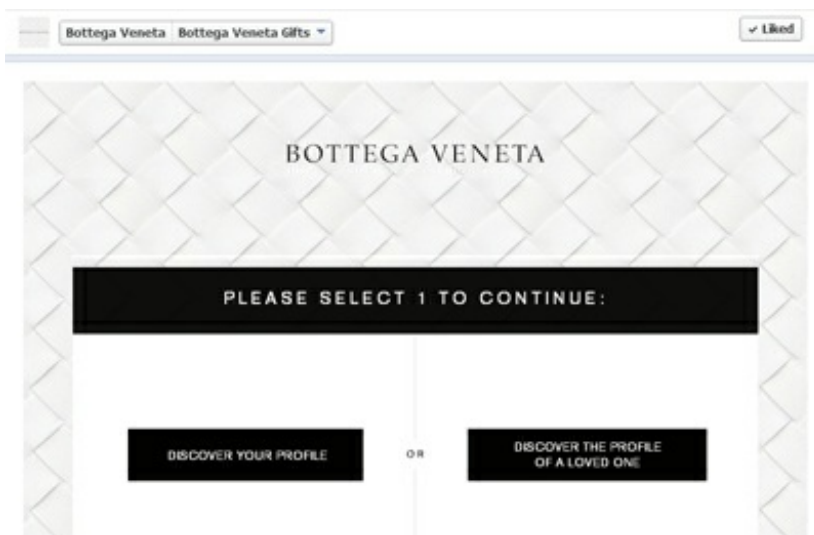 Bottega Veneta Bottega Veneta Gifts
✓ Liked
BOTTEGA VENETA
PLEASE SELECT 1 TO CONTINUE:
DISCOVER YOUR PROFILE
OR
DISCOVER THE PROFILE
OF A LOVED ONE